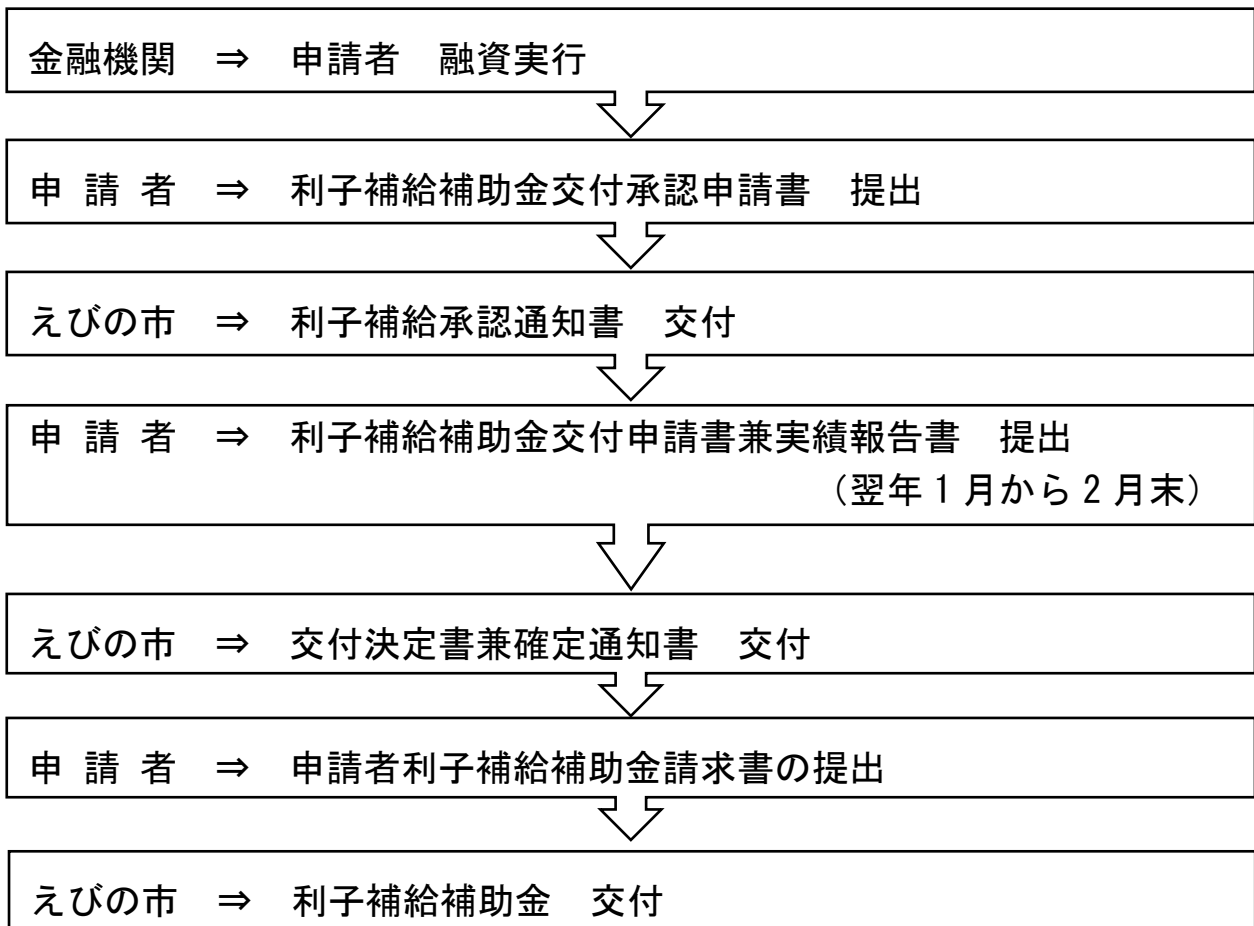 金融機関　⇒　申請者　融資実行
申 請 者　⇒　利子補給補助金交付承認申請書　提出
えびの市　⇒　利子補給承認通知書　交付
申 請 者　⇒　利子補給補助金交付申請書兼実績報告書　提出
（翌年1月から2月末）
えびの市　⇒　交付決定書兼確定通知書　交付
申 請 者　⇒　申請者利子補給補助金請求書の提出
えびの市　⇒　利子補給補助金　交付